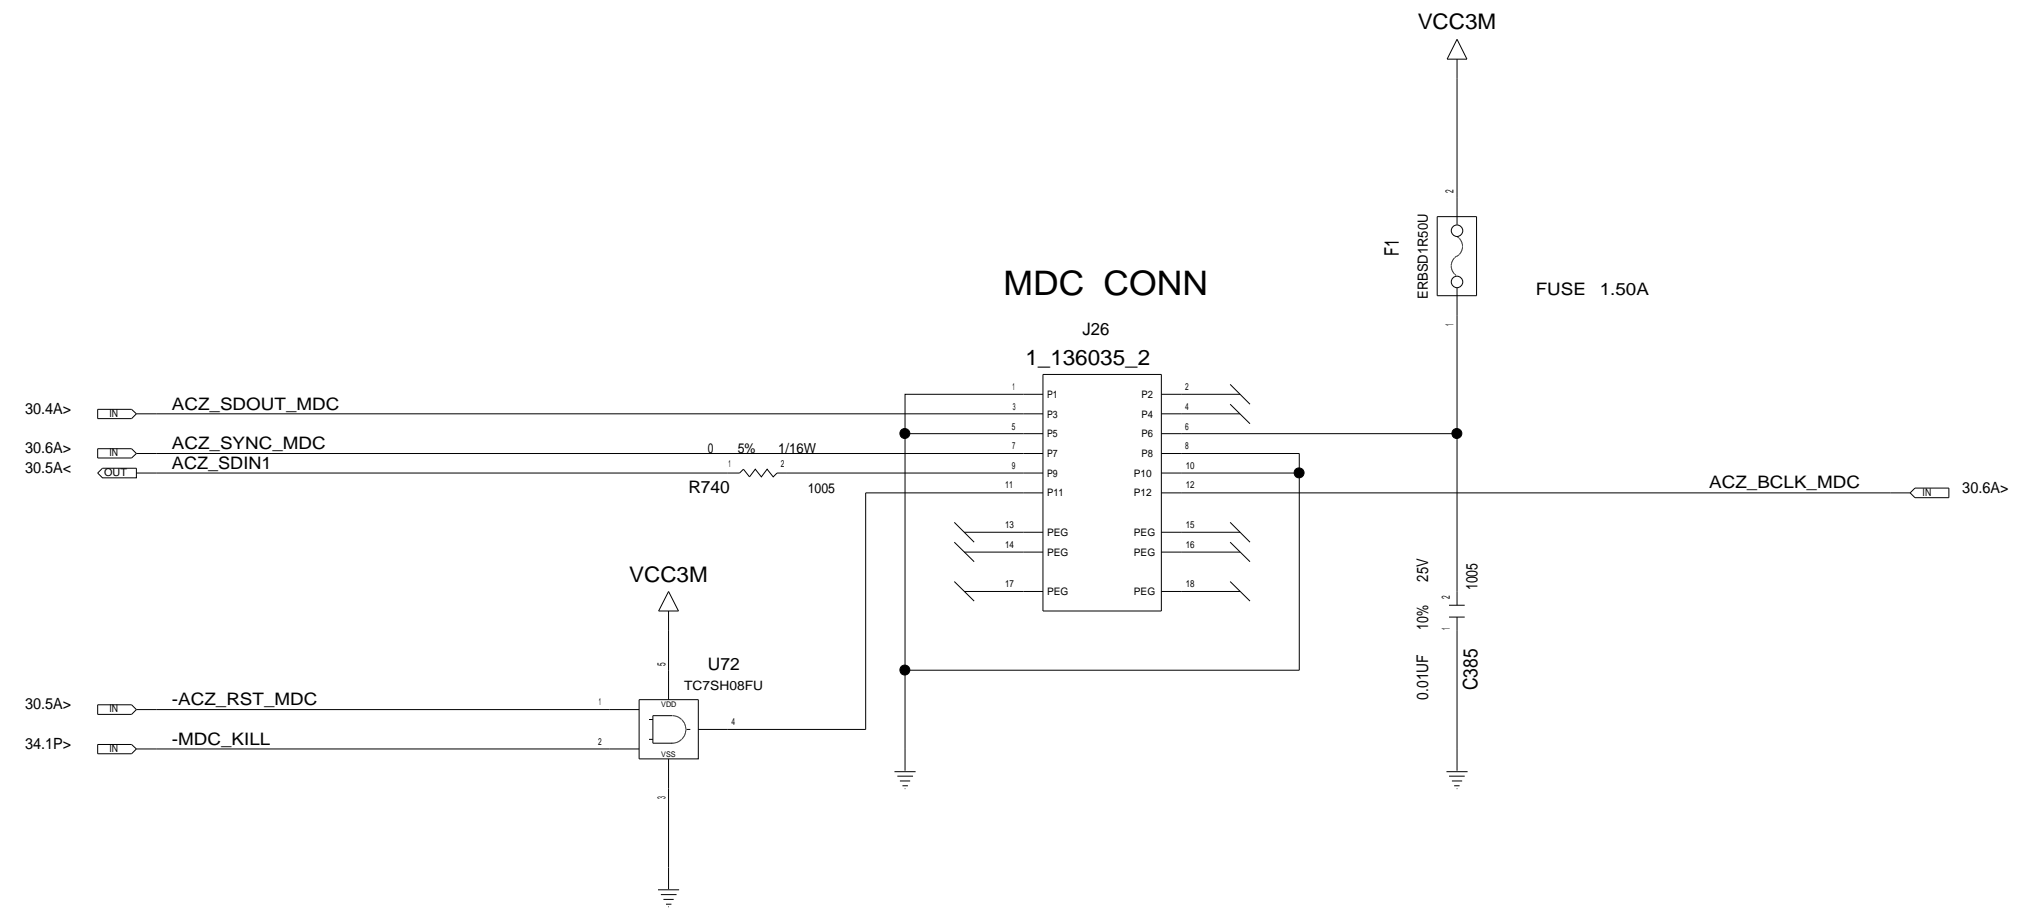 VCC3M
2
F1
ERBSD1R50U
FUSE 1.50A
1
MDC CONN
J26
1_136035_2
1 P1 P2 2
30.4A> IN ACZ_SDOUT_MDC 3 P3 P4 4
5 P5 P6 6
30.6A> IN ACZ_SYNC_MDC 0 5% 1/16W 7 P7 P8 8
30.5A< OUT ACZ_SDIN1 1 2 9 P9 P10 10
R740 1005
11 P11 P12 12 ACZ_BCLK_MDC IN 30.6A>
13 PEG PEG 15
14 PEG PEG 16
17 PEG PEG 18
0.01UF 10% 25V
1005
2
1
C385
VCC3M
5
U72
TC7SH08FU
30.5A> IN -ACZ_RST_MDC 1 VDD
4
34.1P> IN -MDC_KILL 2 VSS
3